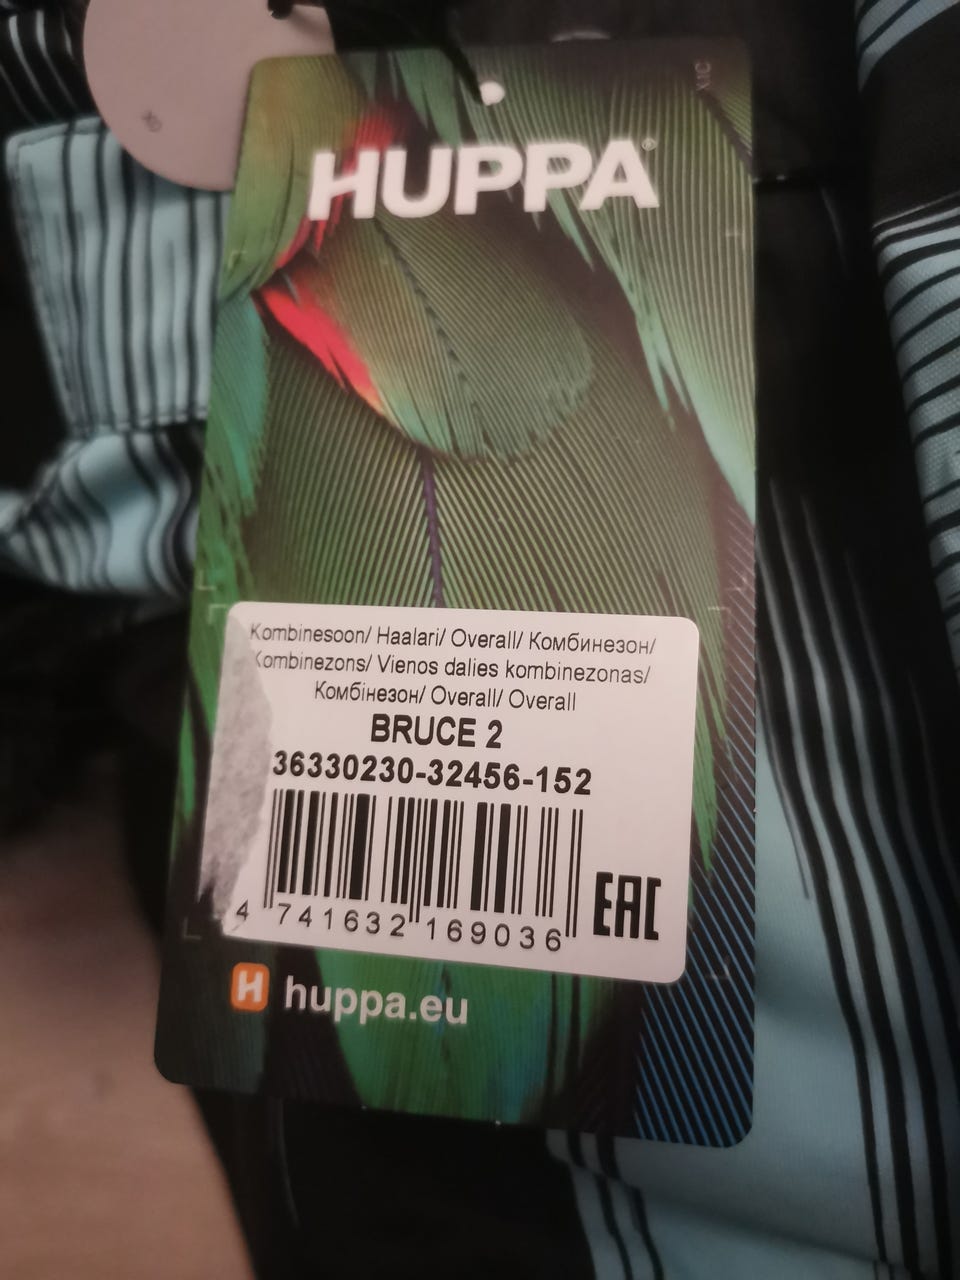 HUPPA®
Kombinesoon/ Haalari/ Overall/ Комбинезон/
Kombinezons/ Vienos dalies kombinezonas/
Комбінезон/ Overall/ Overall
BRUCE 2
36330230-32456-152
EAC
4 741632 169036
H huppa.eu